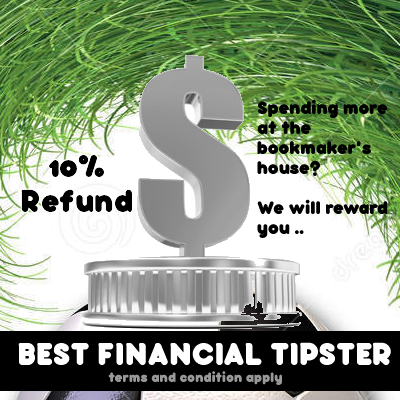 Spending more
at the
bookmaker's
house?
10%
Refund
We will reward
you ..
BEST FINANCIAL TIPSTER
terms and condition apply